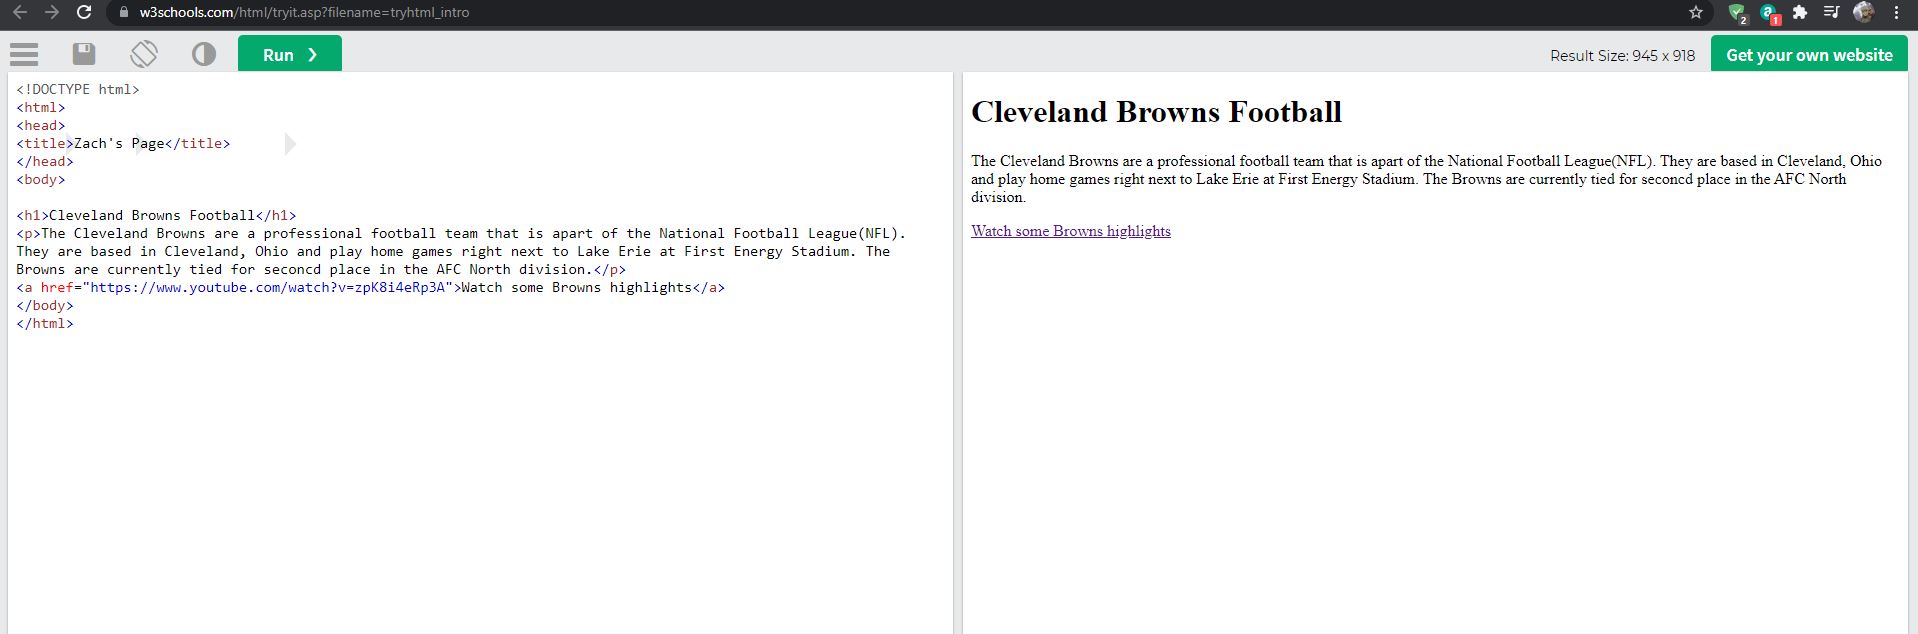 w3schools.com/html/tryit.asp?filename=tryhtml_intro
2
a
1
Run ❯
Result Size: 945 x 918
Get your own website
<!DOCTYPE html>
<html>
<head>
<title>Zach's Page</title>
</head>
<body>
<h1>Cleveland Browns Football</h1>
<p>The Cleveland Browns are a professional football team that is apart of the National Football League(NFL).
They are based in Cleveland, Ohio and play home games right next to Lake Erie at First Energy Stadium. The
Browns are currently tied for seconcd place in the AFC North division.</p>
<a href="https://www.youtube.com/watch?v=zpK8i4eRp3A">Watch some Browns highlights</a>
</body>
</html>
Cleveland Browns Football
The Cleveland Browns are a professional football team that is apart of the National Football League(NFL). They are based in Cleveland, Ohio
and play home games right next to Lake Erie at First Energy Stadium. The Browns are currently tied for seconcd place in the AFC North
division.
Watch some Browns highlights